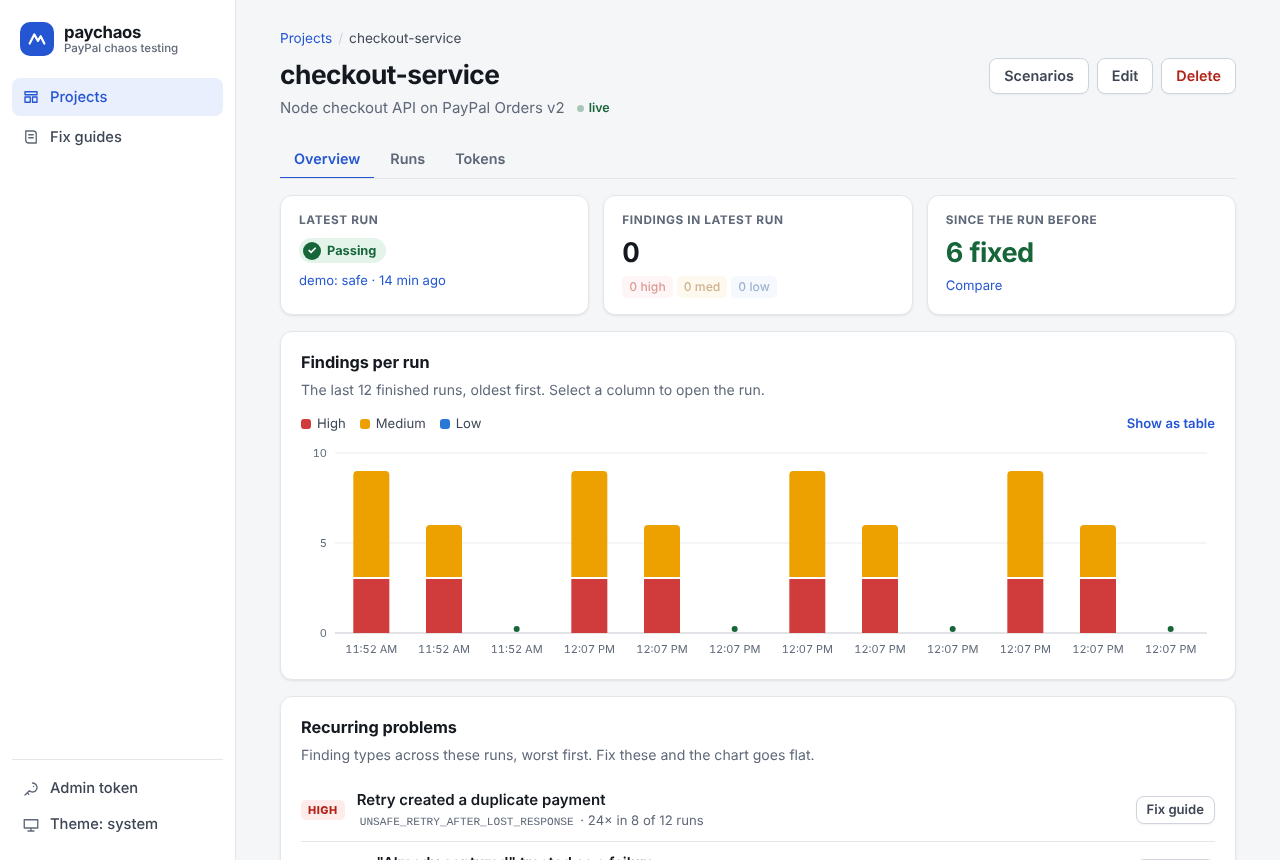 paychaos
PayPal chaos testing
Projects
Fix guides
Admin token
Theme: system
Projects / checkout-service
checkout-service
Scenarios
Edit
Delete
Node checkout API on PayPal Orders v2
live
Overview
Runs
Tokens
LATEST RUN
Passing
demo: safe · 14 min ago
FINDINGS IN LATEST RUN
0
0 high
0 med
0 low
SINCE THE RUN BEFORE
6 fixed
Compare
Findings per run
The last 12 finished runs, oldest first. Select a column to open the run.
High
Medium
Low
Show as table
10
5
0
11:52 AM
11:52 AM
11:52 AM
12:07 PM
12:07 PM
12:07 PM
12:07 PM
12:07 PM
12:07 PM
12:07 PM
12:07 PM
12:07 PM
Recurring problems
Finding types across these runs, worst first. Fix these and the chart goes flat.
HIGH
Retry created a duplicate payment
UNSAFE_RETRY_AFTER_LOST_RESPONSE · 24× in 8 of 12 runs
Fix guide